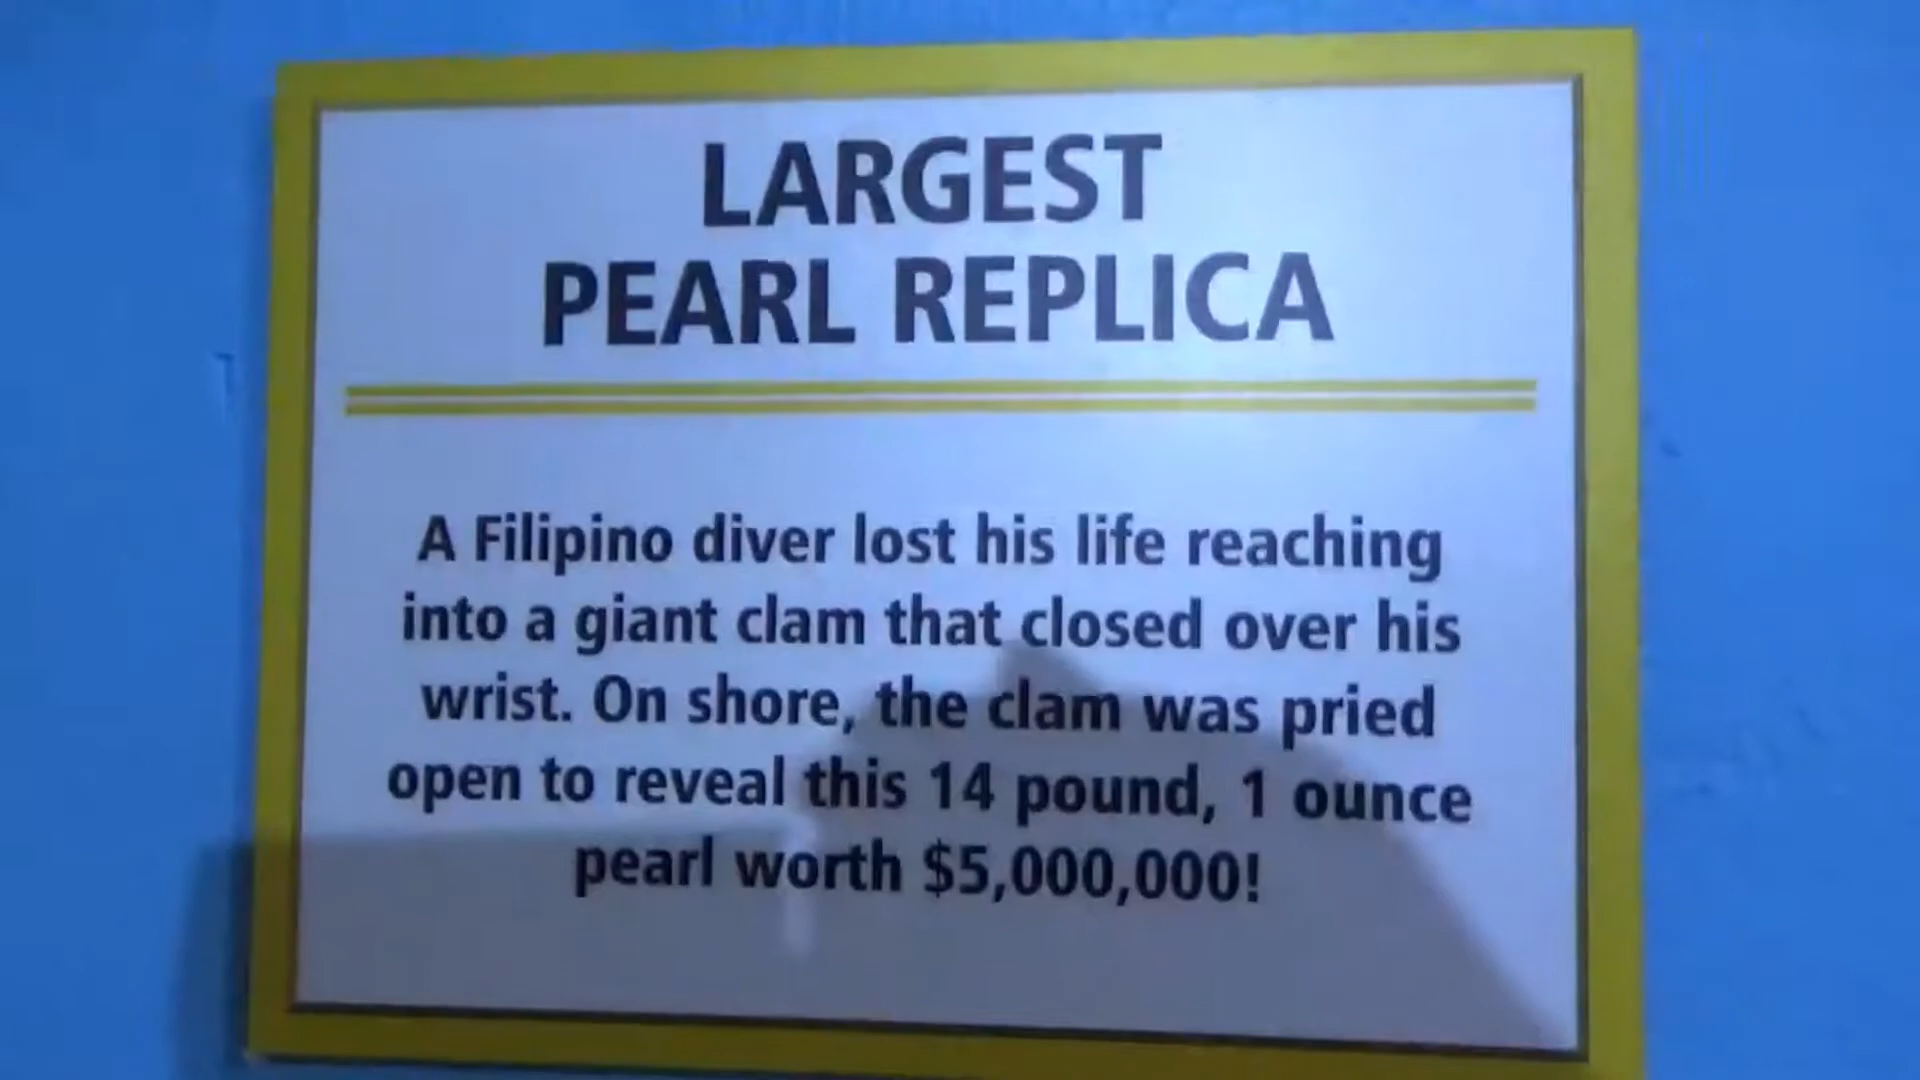 LARGEST
PEARL REPLICA
A Filipino diver lost his life reaching
into a giant clam that closed over his
wrist. On shore, the clam was pried
open to reveal this 14 pound, 1 ounce
pearl worth $5,000,000!